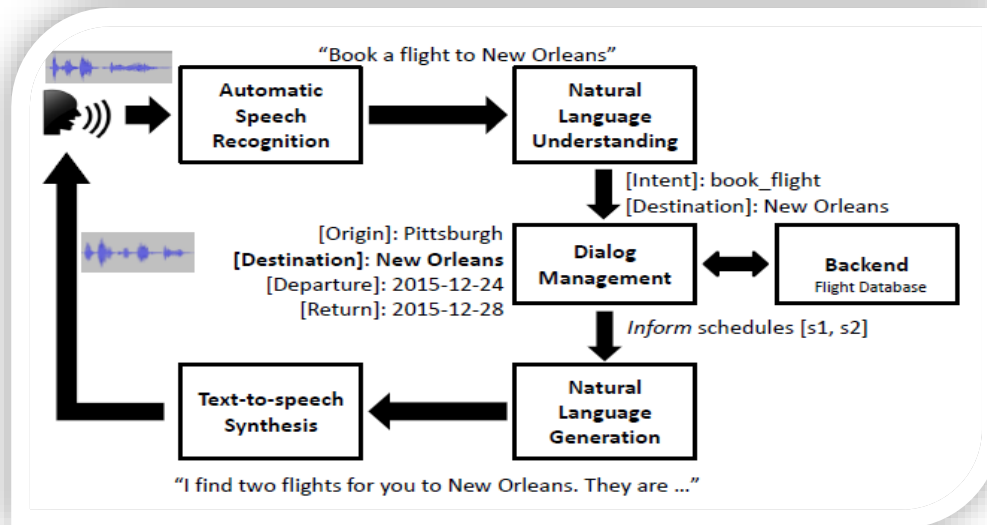 “Book a flight to New Orleans”
Automatic
Speech
Recognition
Natural
Language
Understanding
[Intent]: book_flight
[Destination]: New Orleans
[Origin]: Pittsburgh
[Destination]: New Orleans
[Departure]: 2015-12-24
[Return]: 2015-12-28
Dialog
Management
Backend
Flight Database
Inform schedules [s1, s2]
Text-to-speech
Synthesis
Natural
Language
Generation
“I find two flights for you to New Orleans. They are ...”